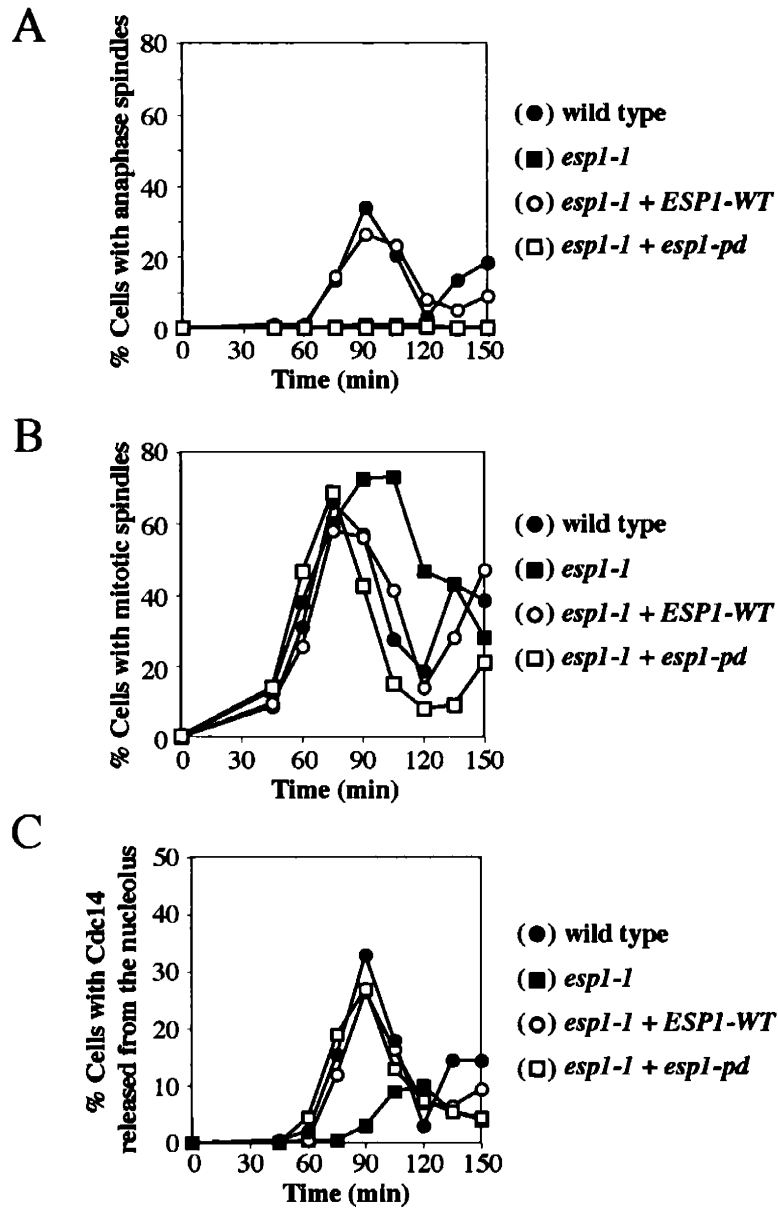 A
% Cells with anaphase spindles
80
60
40
20
0
0 30 60 90 120 150
Time (min)
(●) wild type
(■) esp1-1
(○) esp1-1 + ESP1-WT
(□) esp1-1 + esp1-pd
B
% Cells with mitotic spindles
80
60
40
20
0
0 30 60 90 120 150
Time (min)
(●) wild type
(■) esp1-1
(○) esp1-1 + ESP1-WT
(□) esp1-1 + esp1-pd
C
% Cells with Cdc14
released from the nucleolus
50
40
30
20
10
0
0 30 60 90 120 150
Time (min)
(●) wild type
(■) esp1-1
(○) esp1-1 + ESP1-WT
(□) esp1-1 + esp1-pd